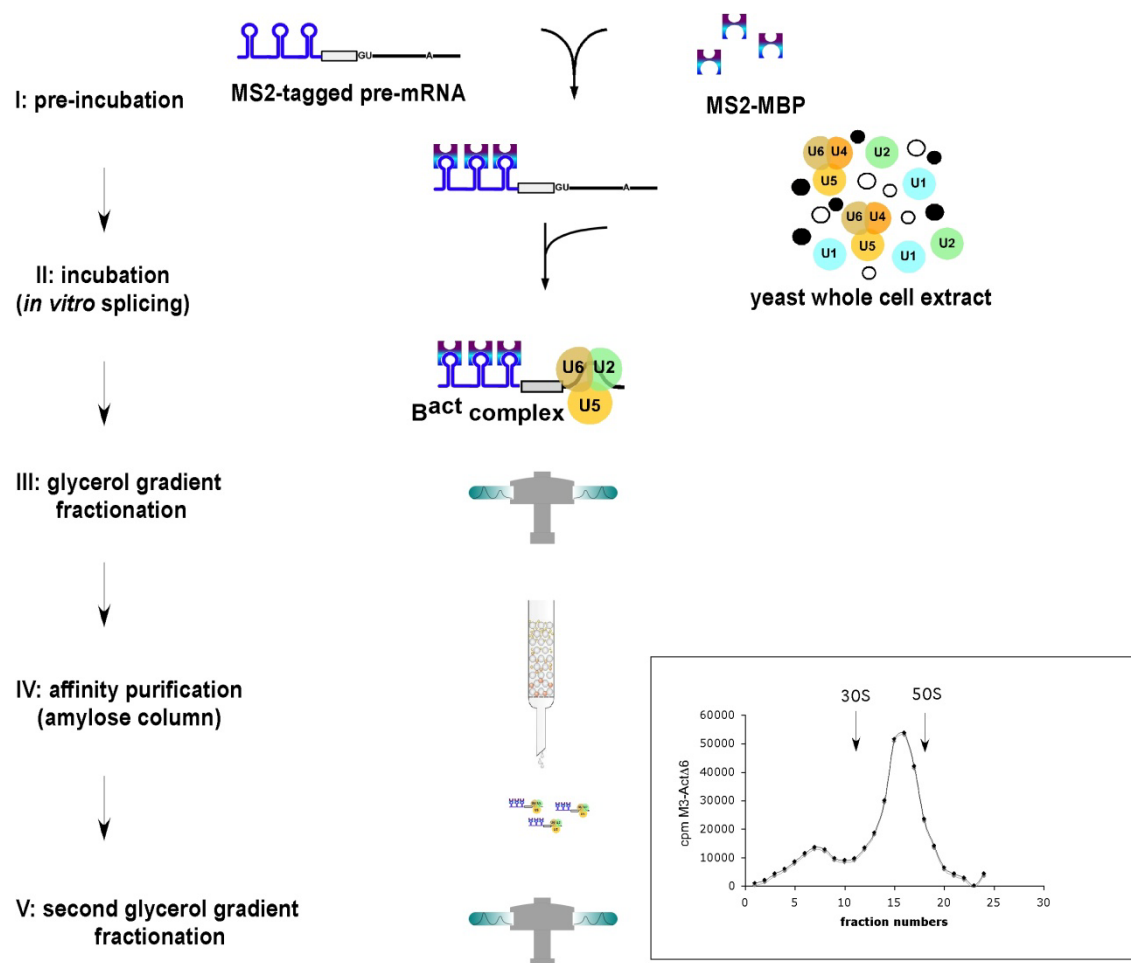 GU
A
MS2-tagged pre-mRNA
MS2-MBP
I: pre-incubation
GU
A
U6
U4
U2
U5
U1
U6
U4
U5
U1
U1
U2
yeast whole cell extract
II: incubation
(in vitro splicing)
U6
U2
U5
Bact complex
III: glycerol gradient
fractionation
IV: affinity purification
(amylose column)
V: second glycerol gradient
fractionation
30S
50S
60000
50000
40000
30000
20000
10000
0
cpm M3-ActΔ6
0
5
10
15
20
25
30
fraction numbers